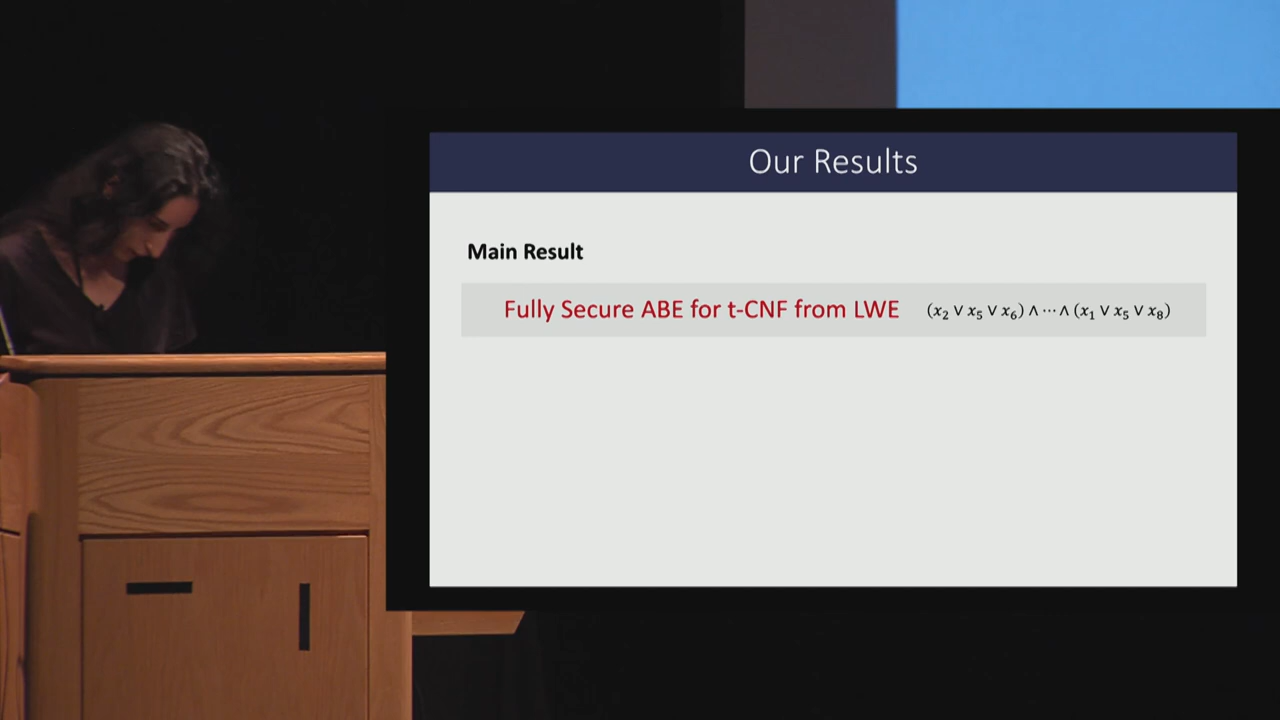 Our Results
Main Result
Fully Secure ABE for t-CNF from LWE (x₂ ∨ x₅ ∨ x₆) ∧ ⋯ ∧ (x₁ ∨ x₅ ∨ x₈)